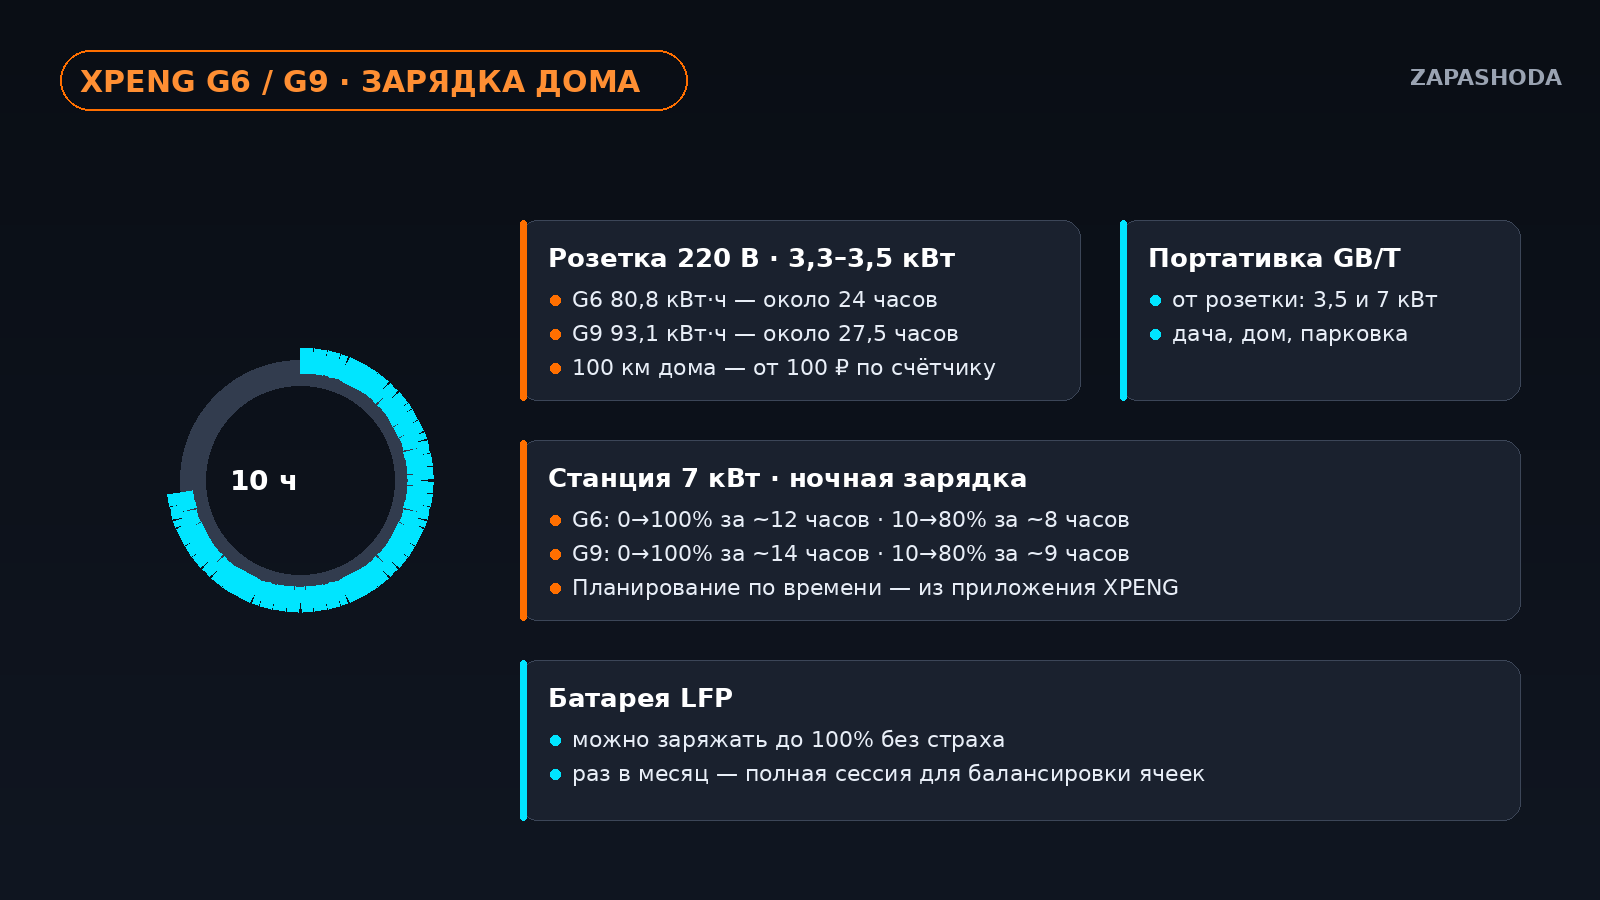 XPENG G6 / G9 · ЗАРЯДКА ДОМА
ZAPASHODA
10 ч
Розетка 220 В · 3,3–3,5 кВт
G6 80,8 кВт·ч — около 24 часов
G9 93,1 кВт·ч — около 27,5 часов
100 км дома — от 100 ₽ по счётчику
Портативка GB/T
от розетки: 3,5 и 7 кВт
дача, дом, парковка
Станция 7 кВт · ночная зарядка
G6: 0→100% за ~12 часов · 10→80% за ~8 часов
G9: 0→100% за ~14 часов · 10→80% за ~9 часов
Планирование по времени — из приложения XPENG
Батарея LFP
можно заряжать до 100% без страха
раз в месяц — полная сессия для балансировки ячеек